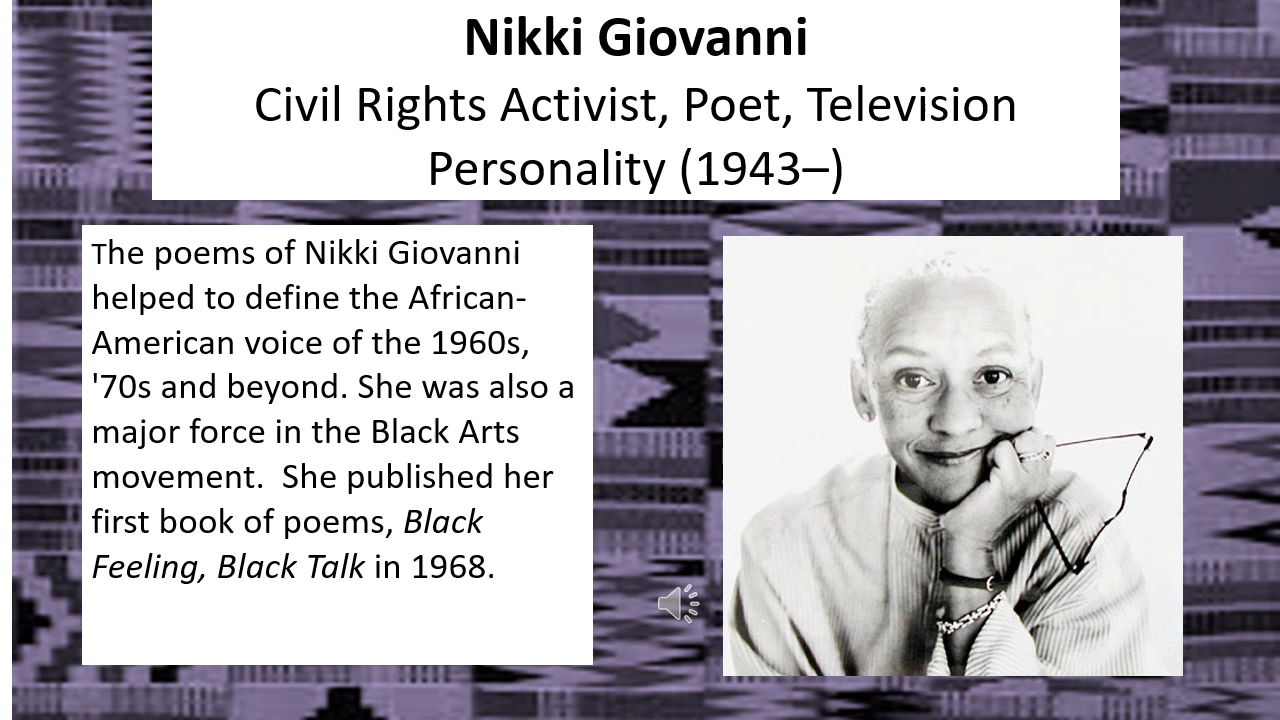 Nikki Giovanni
Civil Rights Activist, Poet, Television
Personality (1943–)
The poems of Nikki Giovanni
helped to define the African-
American voice of the 1960s,
'70s and beyond. She was also a
major force in the Black Arts
movement.  She published her
first book of poems, Black
Feeling, Black Talk in 1968.